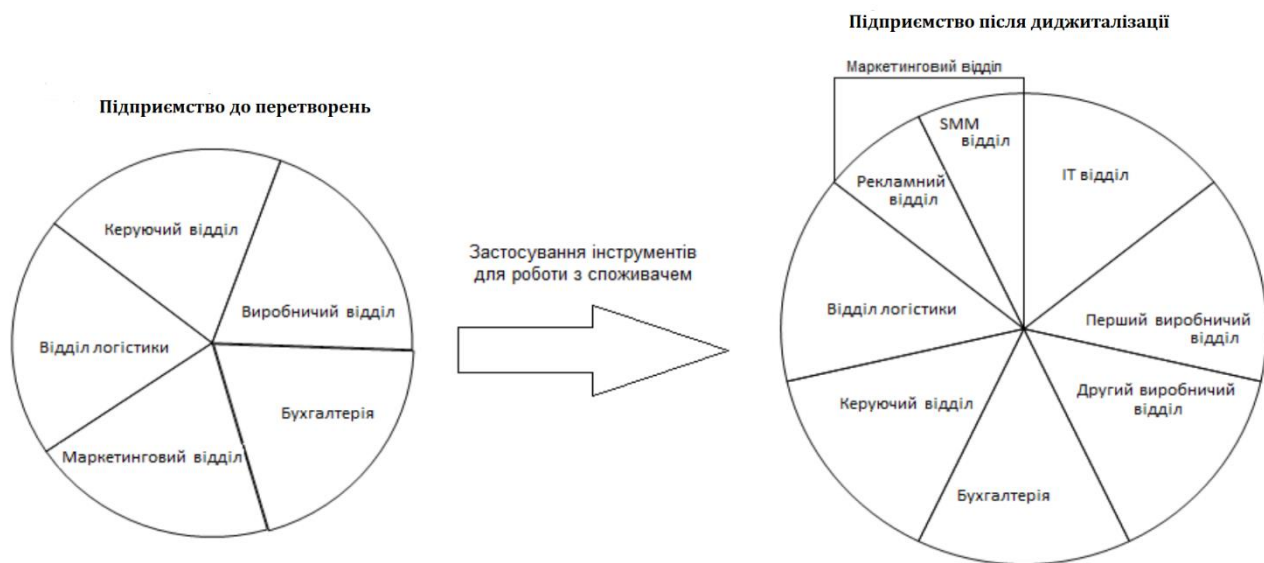 Підприємство після диджиталізації
Маркетинговий відділ
Підприємство до перетворень
SMM
відділ
ІТ відділ
Рекламний
відділ
Керуючий відділ
Застосування інструментів
для роботи з споживачем
Виробничий відділ
Відділ логістики
Перший виробничий
відділ
Відділ логістики
Другий виробничий
відділ
Керуючий відділ
Бухгалтерія
Маркетинговий відділ
Бухгалтерія